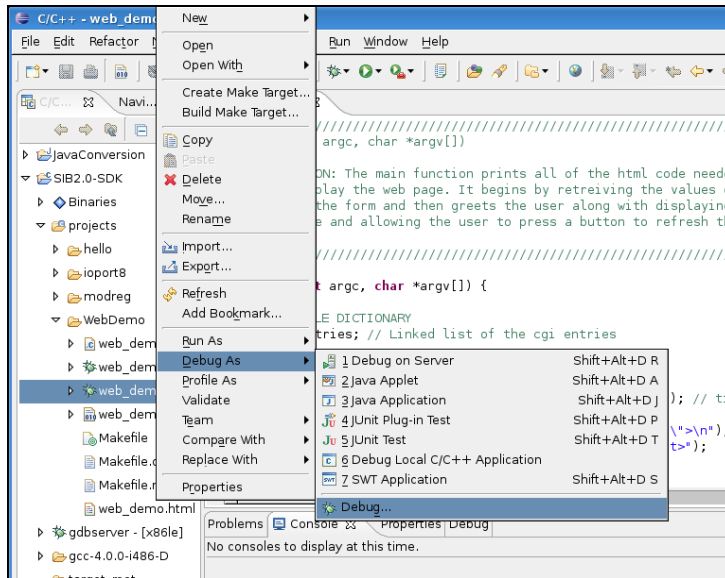 C/C++ - web_demo
File Edit Refactor
Run Window Help
C/C...
Navi...
JavaConversion
SIB2.0-SDK
Binaries
projects
hello
ioport8
modreg
WebDemo
web_dem
web_dem
web_dem
web_dem
Makefile
Makefile.
Makefile.
web_demo.html
gdbserver - [x86le]
gcc-4.0.0-i486-D
New
Open
Open With
Create Make Target...
Build Make Target...
Copy
Paste
Delete
Move...
Rename
Import...
Export...
Refresh
Add Bookmark...
Run As
Debug As
Profile As
Validate
Team
Compare With
Replace With
Properties
1 Debug on Server Shift+Alt+D R
2 Java Applet Shift+Alt+D A
3 Java Application Shift+Alt+D J
4 JUnit Plug-in Test Shift+Alt+D P
5 JUnit Test Shift+Alt+D T
6 Debug Local C/C++ Application
7 SWT Application Shift+Alt+D S
Debug...
////////////////////////////////////////////////////////
argc, char *argv[])
ON: The main function prints all of the html code neede
play the web page. It begins by retreiving the values
the form and then greets the user along with displaying
e and allowing the user to press a button to refresh th
////////////////////////////////////////////////////////
t argc, char *argv[]) {
LE DICTIONARY
tries; // Linked list of the cgi entries
); // t
\">\n")
t>");
Problems Console Properties Debug
No consoles to display at this time.